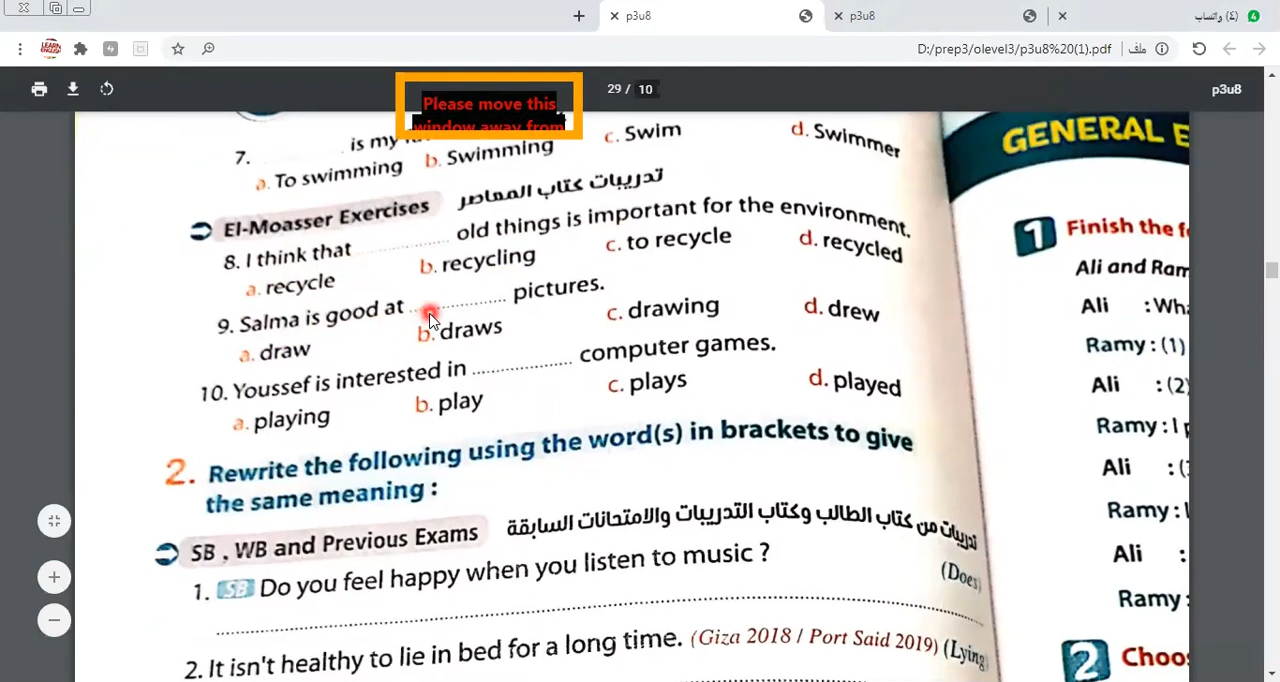 p3u8
p3u8
(٤) واتساب
D:/prep3/olevel3/p3u8%20(1).pdf
ملف
29 / 10
p3u8
Please move this
window away from
7. .......... is my
a. To swimming b. Swimming c. Swim d. Swimmer
El-Moasser Exercises تدريبات كتاب المعاصر
8. I think that .......... old things is important for the environment.
a. recycle b. recycling c. to recycle d. recycled
9. Salma is good at .......... pictures.
a. draw b. draws c. drawing d. drew
10. Youssef is interested in .......... computer games.
a. playing b. play c. plays d. played
2. Rewrite the following using the word(s) in brackets to give
the same meaning :
SB , WB and Previous Exams تدريبات من كتاب الطالب وكتاب التدريبات والامتحانات السابقة
1. SB Do you feel happy when you listen to music ? (Does
2. It isn't healthy to lie in bed for a long time. (Giza 2018 / Port Said 2019) (Lying
GENERAL E
1 Finish the f
Ali and Ram
Ali : Wha
Ramy : (1)
Ali : (2)
Ramy : I
Ali : (3
Ramy :
Ali :
Ramy :
2 Choos